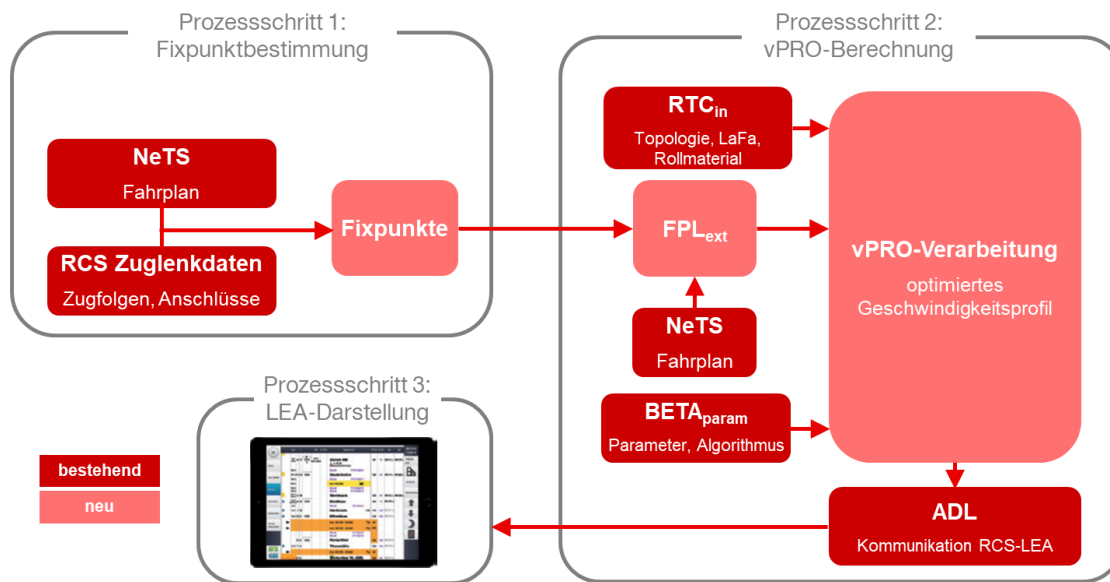 Prozessschritt 1:
Fixpunktbestimmung
NeTS
Fahrplan
RCS Zuglenkdaten
Zugfolgen, Anschlüsse
Fixpunkte
Prozessschritt 2:
vPRO-Berechnung
RTCin
Topologie, LaFa,
Rollmaterial
FPLext
NeTS
Fahrplan
BETAparam
Parameter, Algorithmus
vPRO-Verarbeitung
optimiertes
Geschwindigkeitsprofil
ADL
Kommunikation RCS-LEA
Prozessschritt 3:
LEA-Darstellung
bestehend
neu